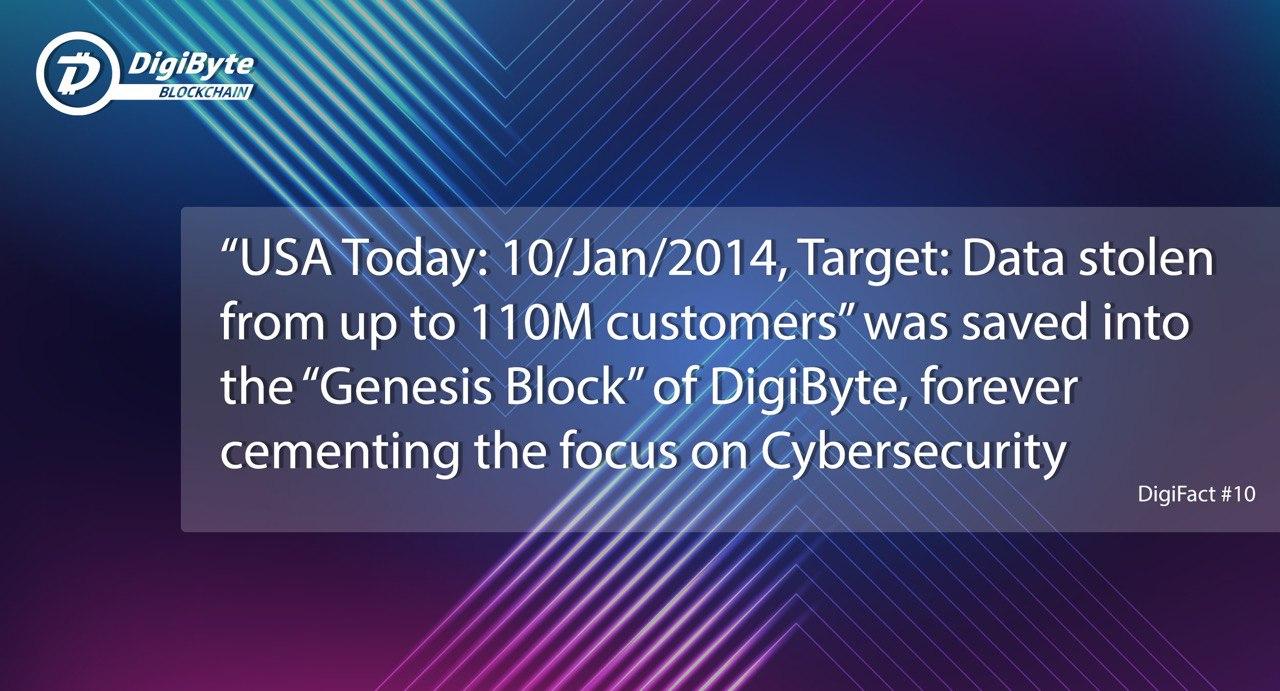 DigiByte
BLOCKCHAIN
“USA Today: 10/Jan/2014, Target: Data stolen
from up to 110M customers” was saved into
the “Genesis Block” of DigiByte, forever
cementing the focus on Cybersecurity
DigiFact #10